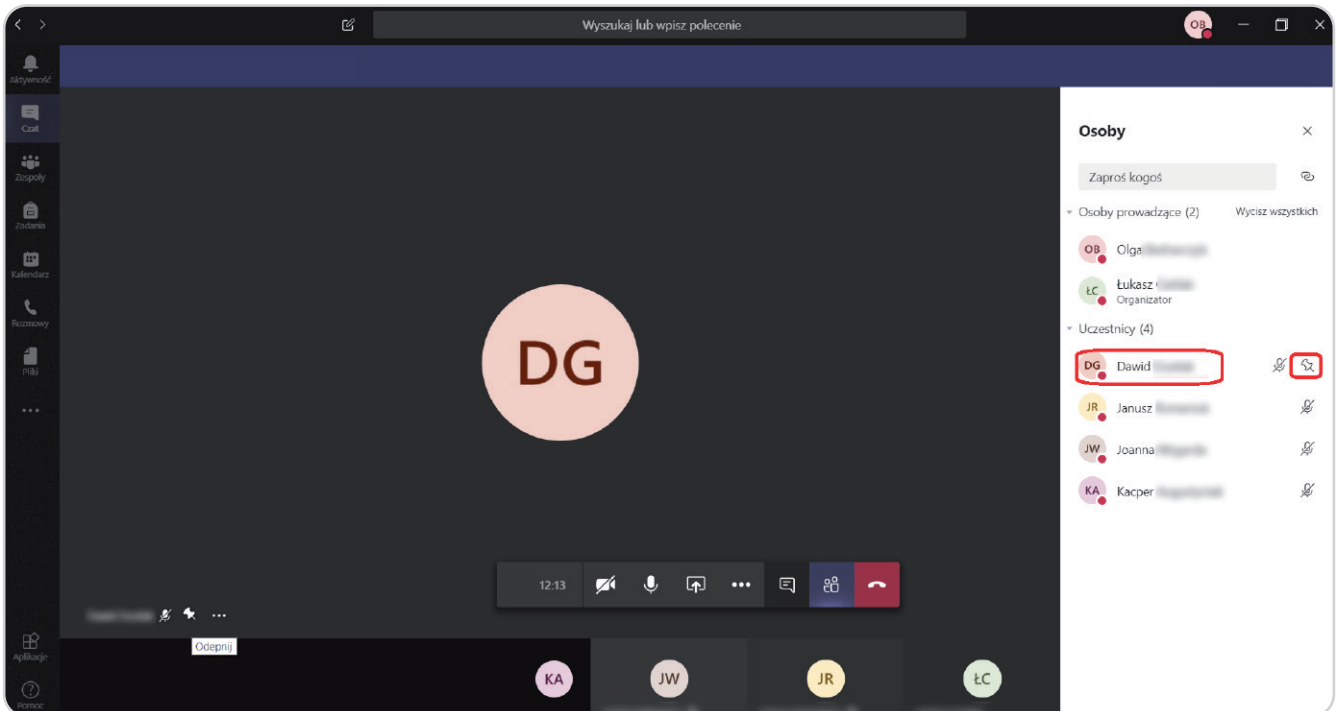 Wyszukaj lub wpisz polecenie
OB
Aktywność
Czat
Zespoły
Zadania
Kalendarz
Rozmowy
Pliki
Aplikacje
Pomoc
DG
12:13
Odepnij
KA
JW
JR
ŁC
Osoby
Zaproś kogoś
Osoby prowadzące (2) Wycisz wszystkich
OB Olga
ŁC Łukasz
Organizator
Uczestnicy (4)
DG Dawid
JR Janusz
JW Joanna
KA Kacper